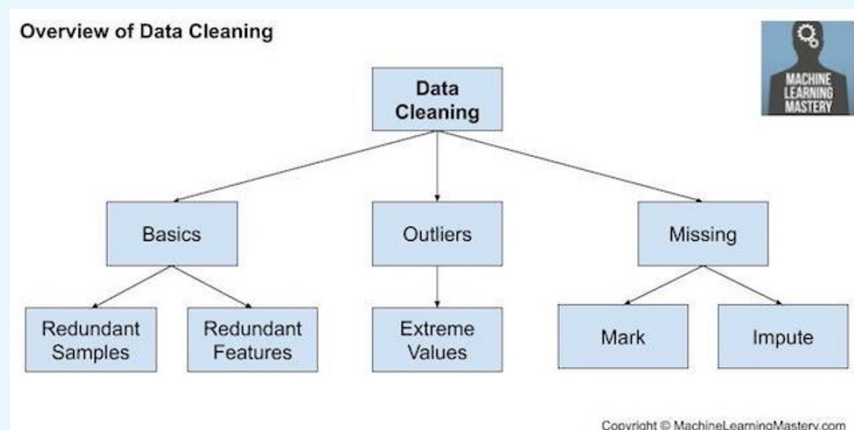 Overview of Data Cleaning
MACHINE
LEARNING
MASTERY
Data
Cleaning
Basics
Outliers
Missing
Redundant
Samples
Redundant
Features
Extreme
Values
Mark
Impute
Copyright © MachineLearningMastery.com